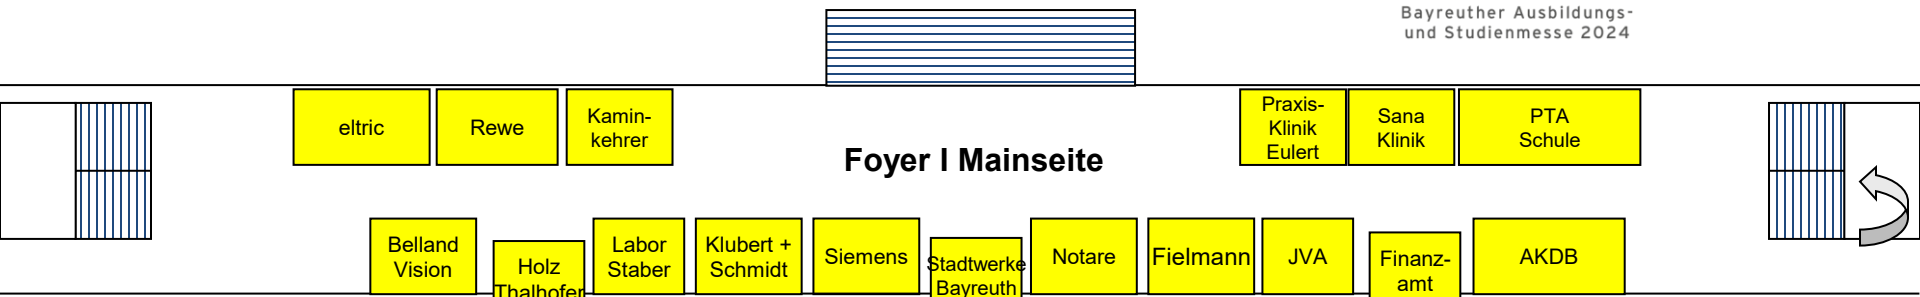 Bayreuther Ausbildungs-
und Studienmesse 2024
eltric
Rewe
Kamin-
kehrer
Praxis-
Klinik
Eulert
Sana
Klinik
PTA
Schule
Foyer I Mainseite
Belland
Vision
Holz
Thalhofer
Labor
Staber
Klubert +
Schmidt
Siemens
Stadtwerke
Bayreuth
Notare
Fielmann
JVA
Finanz-
amt
AKDB